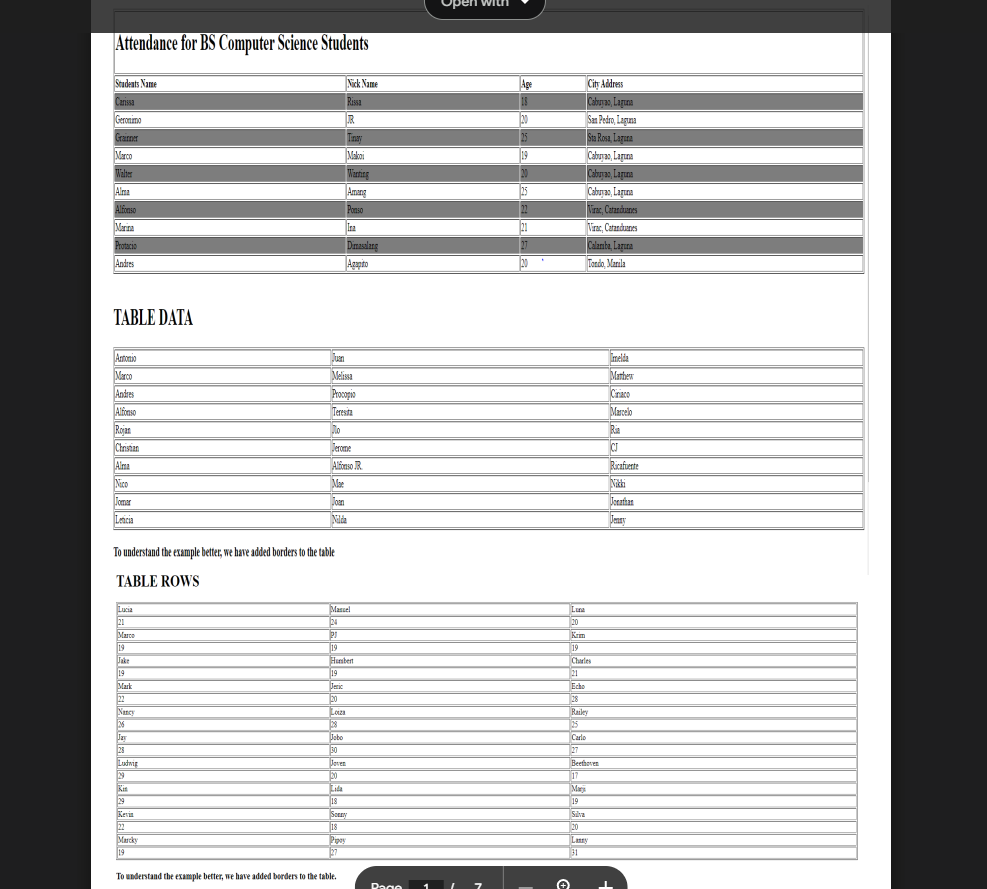 Open with
Attendance for BS Computer Science Students
Students Name Nick Name Age City Address
Carissa Rissa 18 Cabuyao, Laguna
Geronimo JR 20 San Pedro, Laguna
Grammer Tinay 25 Sta Rosa, Laguna
Marco Makoi 19 Cabuyao, Laguna
Walter Wanting 20 Cabuyao, Laguna
Alma Amang 25 Cabuyao, Laguna
Alfonso Ponso 22 Virac, Catanduanes
Marina Ina 21 Virac, Catanduanes
Protacio Dimasalang 27 Calamba, Laguna
Andres Agapito 20 Tondo, Manila
TABLE DATA
Antonio Juan Imelda
Marco Melissa Matthew
Andres Procopio Ciriaco
Alfonso Teresita Marcelo
Rojan Jlo Ria
Christian Jerome CJ
Alma Alfonso JR. Ricafuente
Nico Mae Nikki
Jomar Joan Jonathan
Leticia Nilda Jenny
To understand the example better, we have added borders to the table
TABLE ROWS
Lucia Manuel Luna
21 24 20
Marco PJ Krim
19 19 19
Jake Humbert Charles
19 19 21
Mark Jeric Echo
22 20 28
Nancy Loiza Railey
26 28 25
Jay Jobo Carlo
28 30 27
Ludwig Joven Beethoven
29 20 17
Kin Lida Marji
29 18 19
Kevin Sonny Silva
22 18 20
Marcky Pipoy Lanny
19 27 31
To understand the example better, we have added borders to the table.
Page 1 / 7